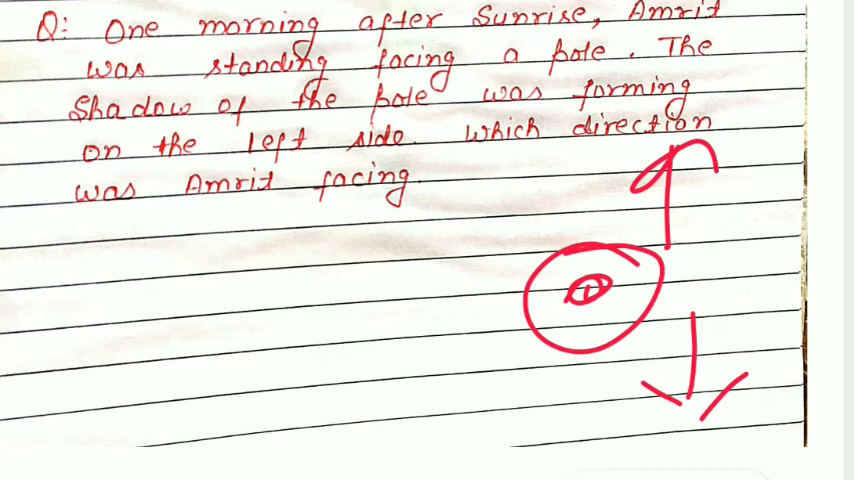 Q: One morning after Sunrise, Amrit
was standing facing a pole. The
Shadow of the pole was forming
on the left side. which direction
was Amrit facing.